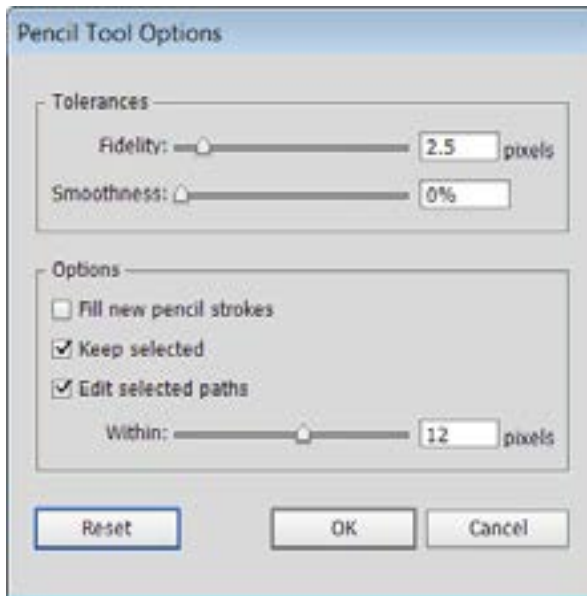 Pencil Tool Options
Tolerances
Fidelity: 2.5 pixels
Smoothness: 0%
Options
Fill new pencil strokes
Keep selected
Edit selected paths
Within: 12 pixels
Reset OK Cancel